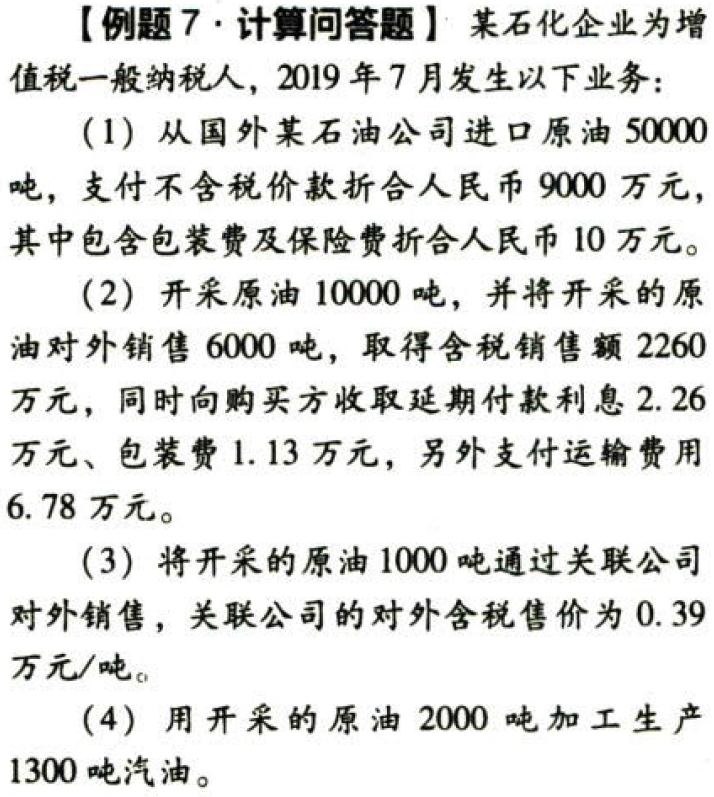 【例题 7·计算问答题】 某石化企业为增
值税一般纳税人，2019 年 7 月发生以下业务：
（1）从国外某石油公司进口原油 50000
吨，支付不含税价款折合人民币 9000 万元，
其中包含包装费及保险费折合人民币 10 万元。
（2）开采原油 10000 吨，并将开采的原
油对外销售 6000 吨，取得含税销售额 2260
万元，同时向购买方收取延期付款利息 2.26
万元、包装费 1.13 万元，另外支付运输费用
6.78 万元。
（3）将开采的原油 1000 吨通过关联公司
对外销售，关联公司的对外含税售价为 0.39
万元/吨。
（4）用开采的原油 2000 吨加工生产
1300 吨汽油。